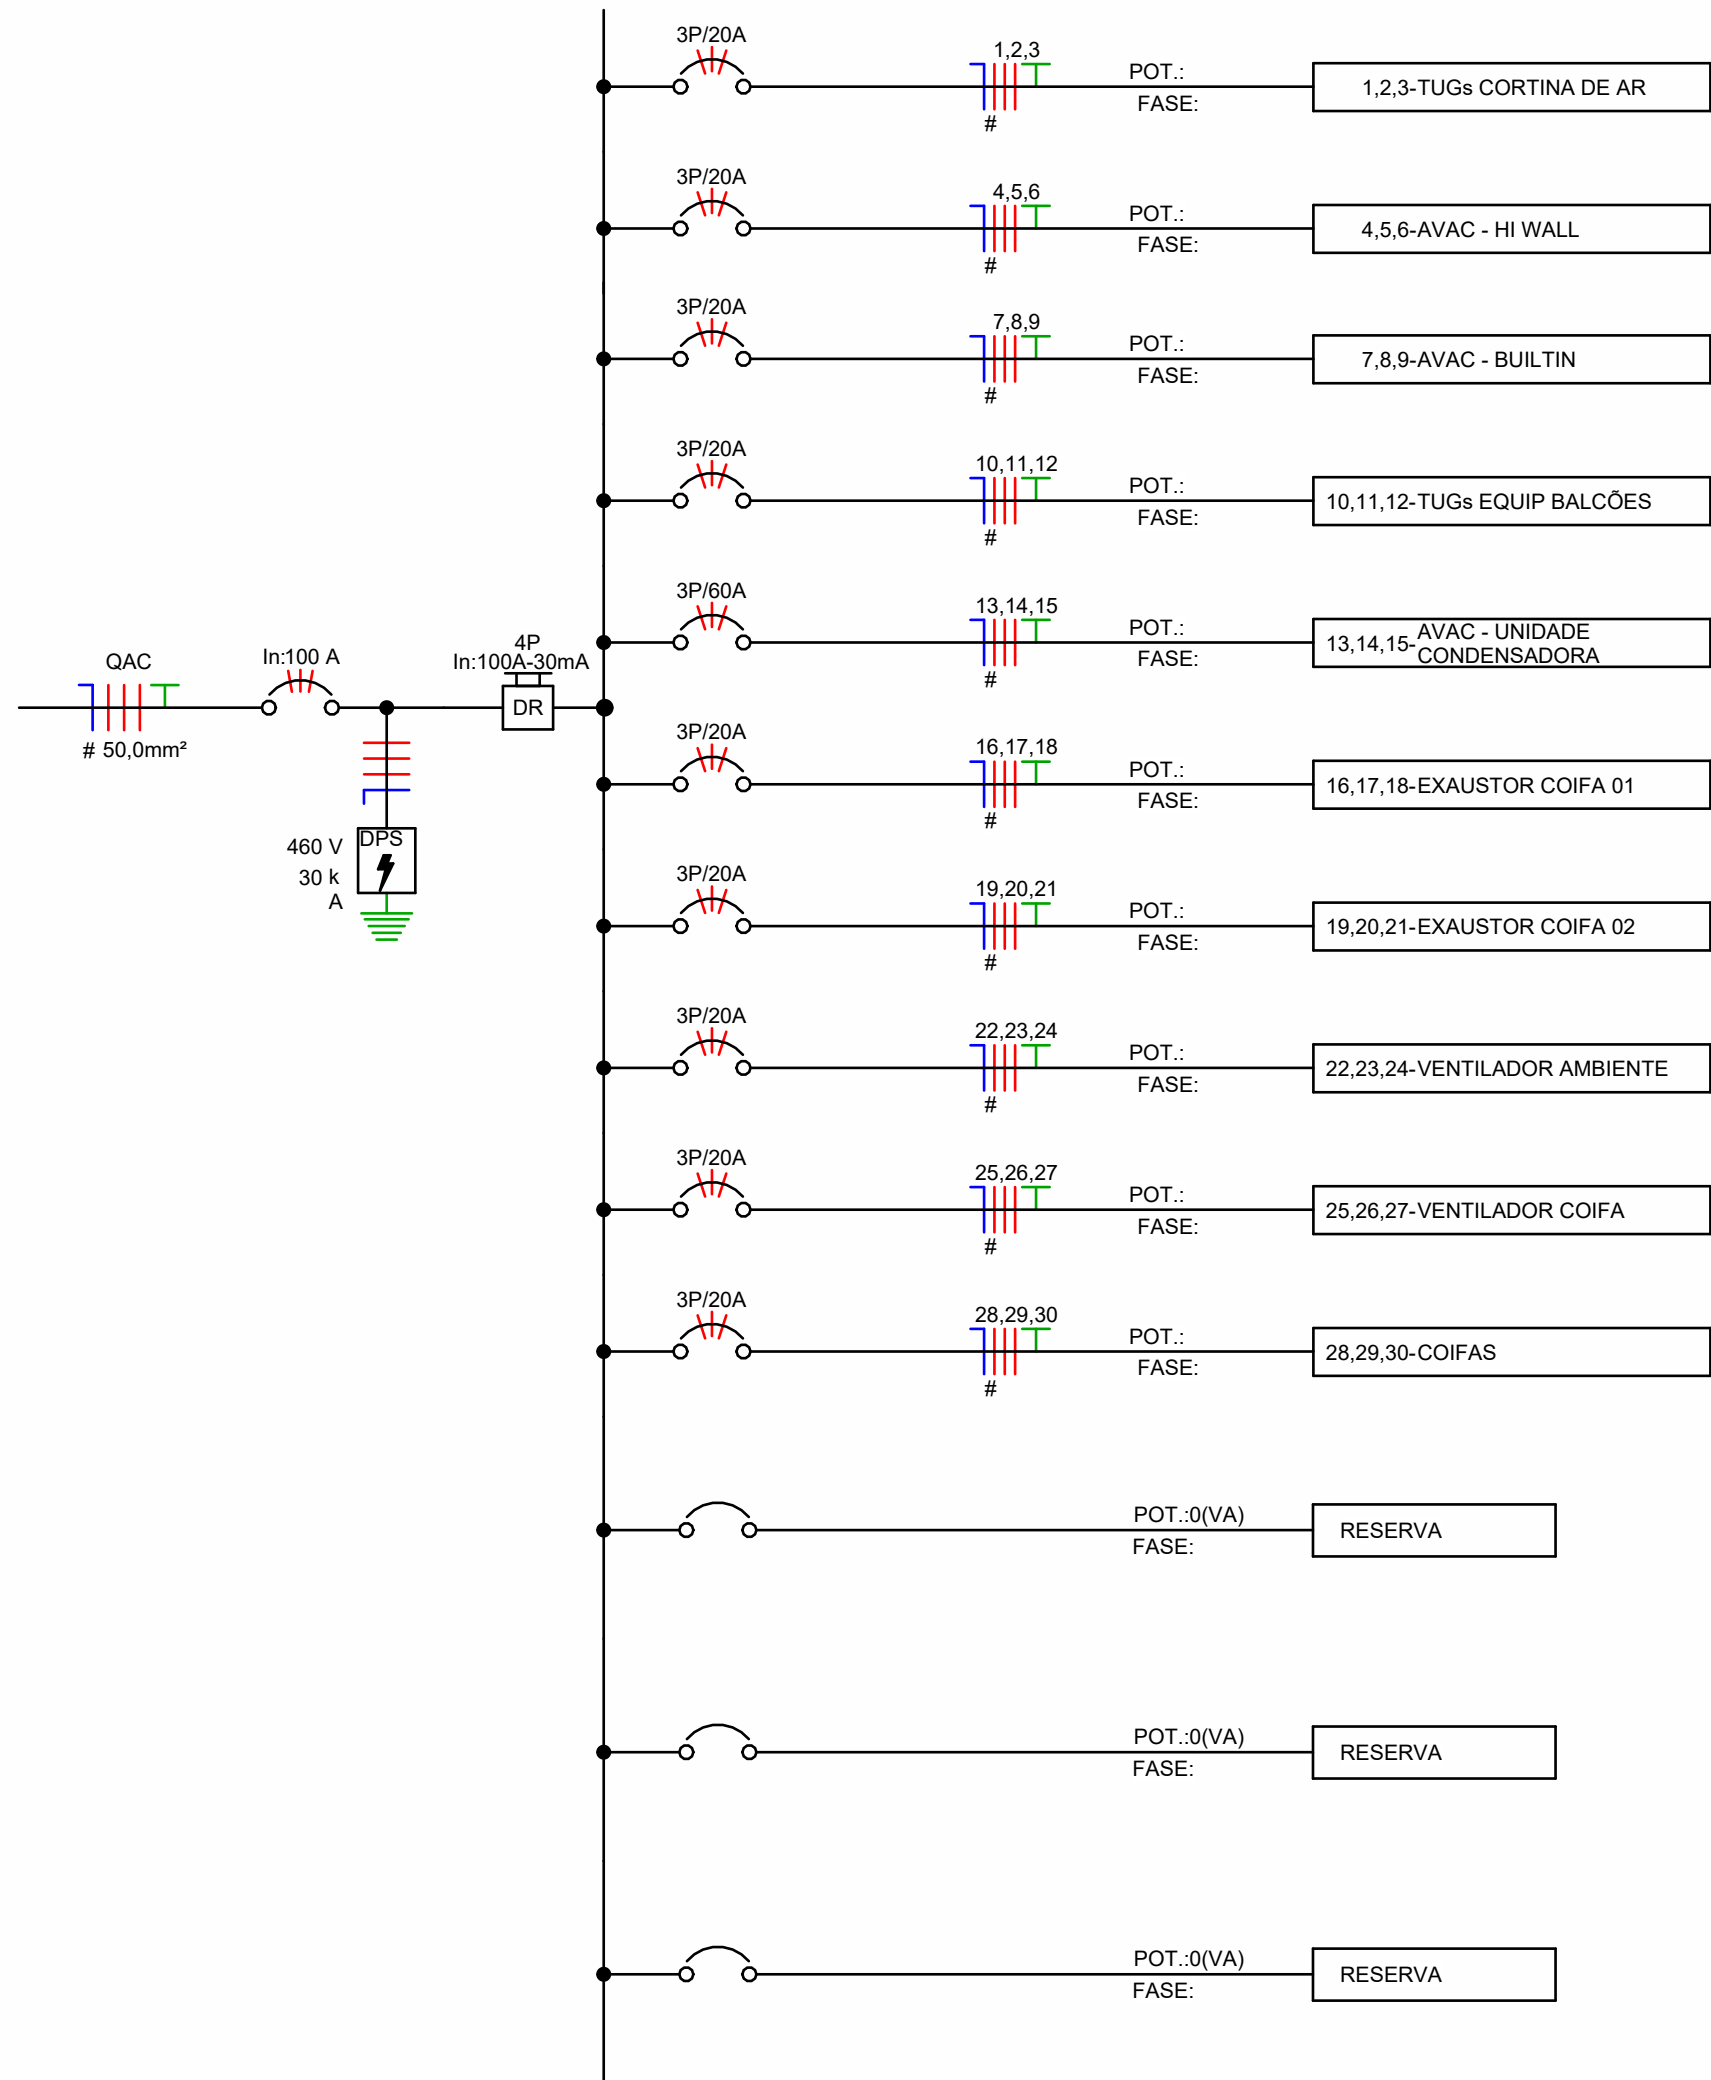 3P/20A
1,2,3
POT.:
FASE:
#
1,2,3-TUGs CORTINA DE AR
3P/20A
4,5,6
POT.:
FASE:
#
4,5,6-AVAC - HI WALL
3P/20A
7,8,9
POT.:
FASE:
#
7,8,9-AVAC - BUILTIN
3P/20A
10,11,12
POT.:
FASE:
#
10,11,12-TUGs EQUIP BALCÕES
3P/60A
13,14,15
POT.:
FASE:
#
13,14,15-AVAC - UNIDADE
CONDENSADORA
QAC
# 50,0mm²
In:100 A
4P
In:100A-30mA
DR
DPS
460 V
30 k
A
3P/20A
16,17,18
POT.:
FASE:
#
16,17,18-EXAUSTOR COIFA 01
3P/20A
19,20,21
POT.:
FASE:
#
19,20,21-EXAUSTOR COIFA 02
3P/20A
22,23,24
POT.:
FASE:
#
22,23,24-VENTILADOR AMBIENTE
3P/20A
25,26,27
POT.:
FASE:
#
25,26,27-VENTILADOR COIFA
3P/20A
28,29,30
POT.:
FASE:
#
28,29,30-COIFAS
POT.:0(VA)
FASE:
RESERVA
POT.:0(VA)
FASE:
RESERVA
POT.:0(VA)
FASE:
RESERVA